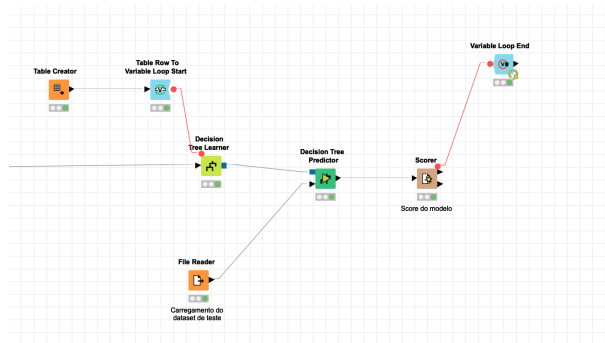 Variable Loop End
Table Creator
Table Row To
Variable Loop Start
Decision
Tree Learner
Decision Tree
Predictor
Scorer
Score do modelo
File Reader
Carregamento do
dataset de teste